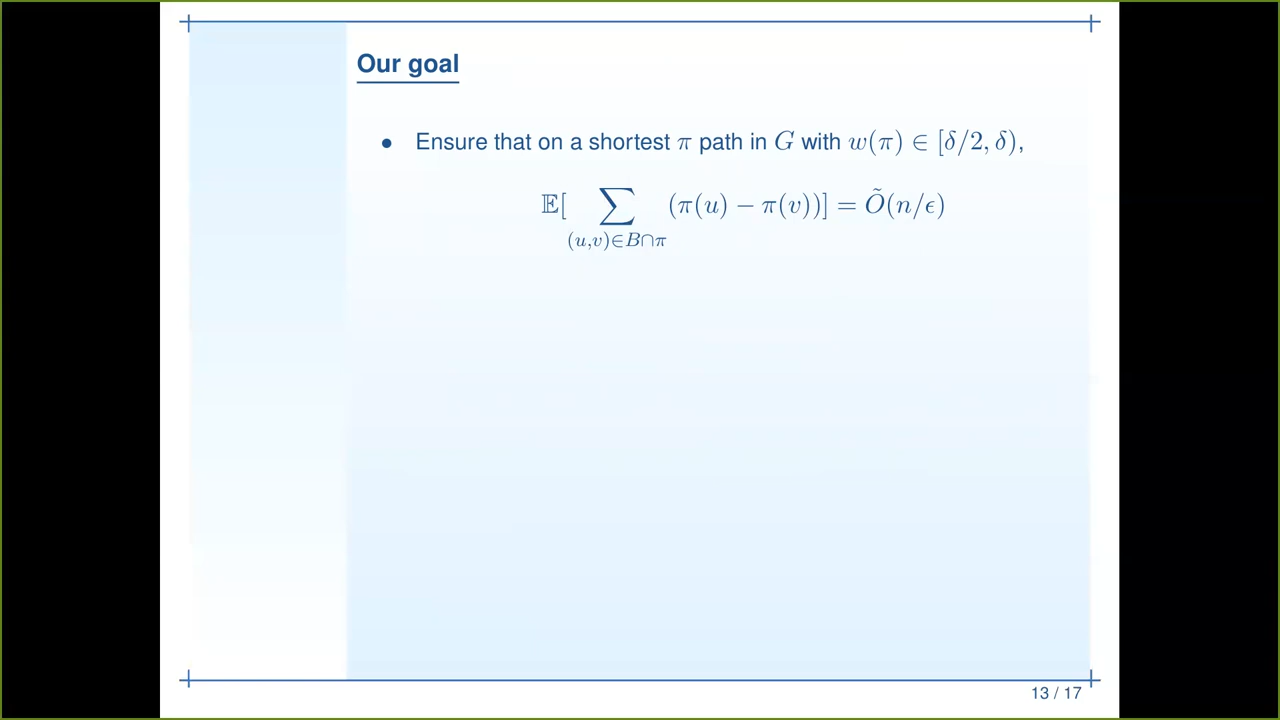 Our goal
• Ensure that on a shortest π path in G with w(π) ∈ [δ/2, δ),
𝔼[ ∑_{(u,v)∈B∩π} (π(u) − π(v))] = Õ(n/ϵ)
13 / 17